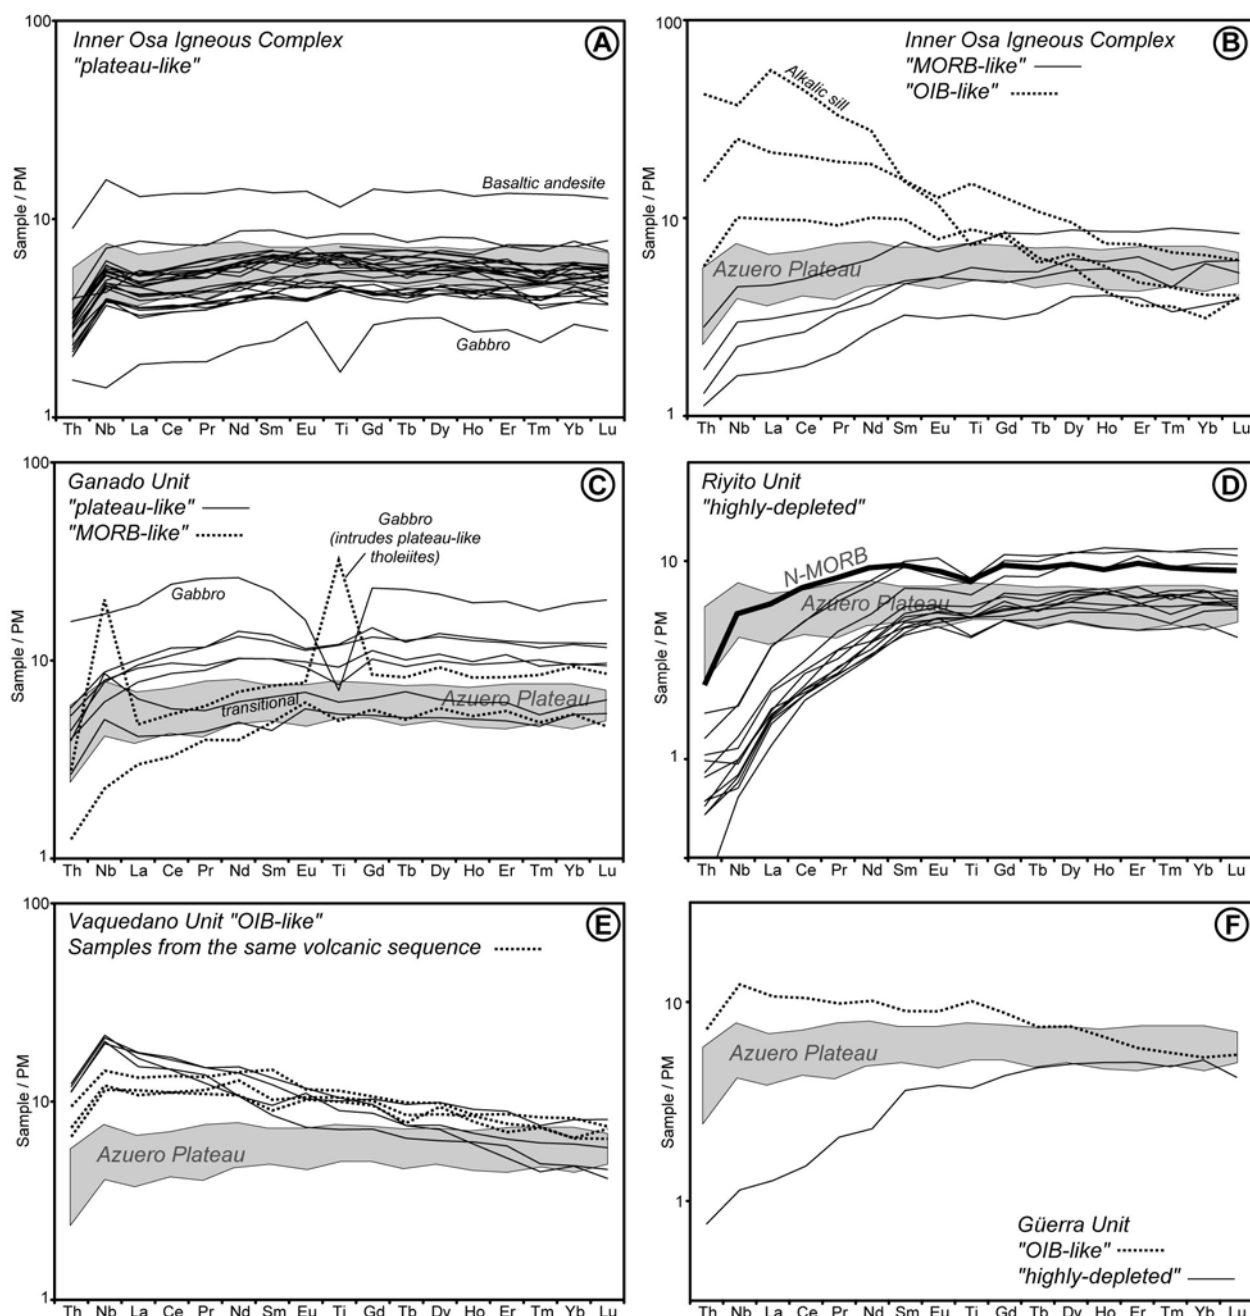 100
Inner Osa Igneous Complex
"plateau-like"
A
Basaltic andesite
Sample / PM
10
Gabbro
1
Th Nb La Ce Pr Nd Sm Eu Ti Gd Tb Dy Ho Er Tm Yb Lu
100
Inner Osa Igneous Complex
"MORB-like"
"OIB-like"
B
Alkalic sill
Sample / PM
10
Azuero Plateau
1
Th Nb La Ce Pr Nd Sm Eu Ti Gd Tb Dy Ho Er Tm Yb Lu
100
Ganado Unit
"plateau-like"
"MORB-like"
C
Gabbro
(intrudes plateau-like
tholeiites)
Gabbro
Sample / PM
10
transitional
Azuero Plateau
1
Th Nb La Ce Pr Nd Sm Eu Ti Gd Tb Dy Ho Er Tm Yb Lu
Riyito Unit
"highly-depleted"
D
10
N-MORB
Azuero Plateau
Sample / PM
1
Th Nb La Ce Pr Nd Sm Eu Ti Gd Tb Dy Ho Er Tm Yb Lu
100
Vaquedano Unit "OIB-like"
Samples from the same volcanic sequence
E
Sample / PM
10
Azuero Plateau
1
Th Nb La Ce Pr Nd Sm Eu Ti Gd Tb Dy Ho Er Tm Yb Lu
F
10
Azuero Plateau
Sample / PM
1
Güerra Unit
"OIB-like"
"highly-depleted"
Th Nb La Ce Pr Nd Sm Eu Ti Gd Tb Dy Ho Er Tm Yb Lu